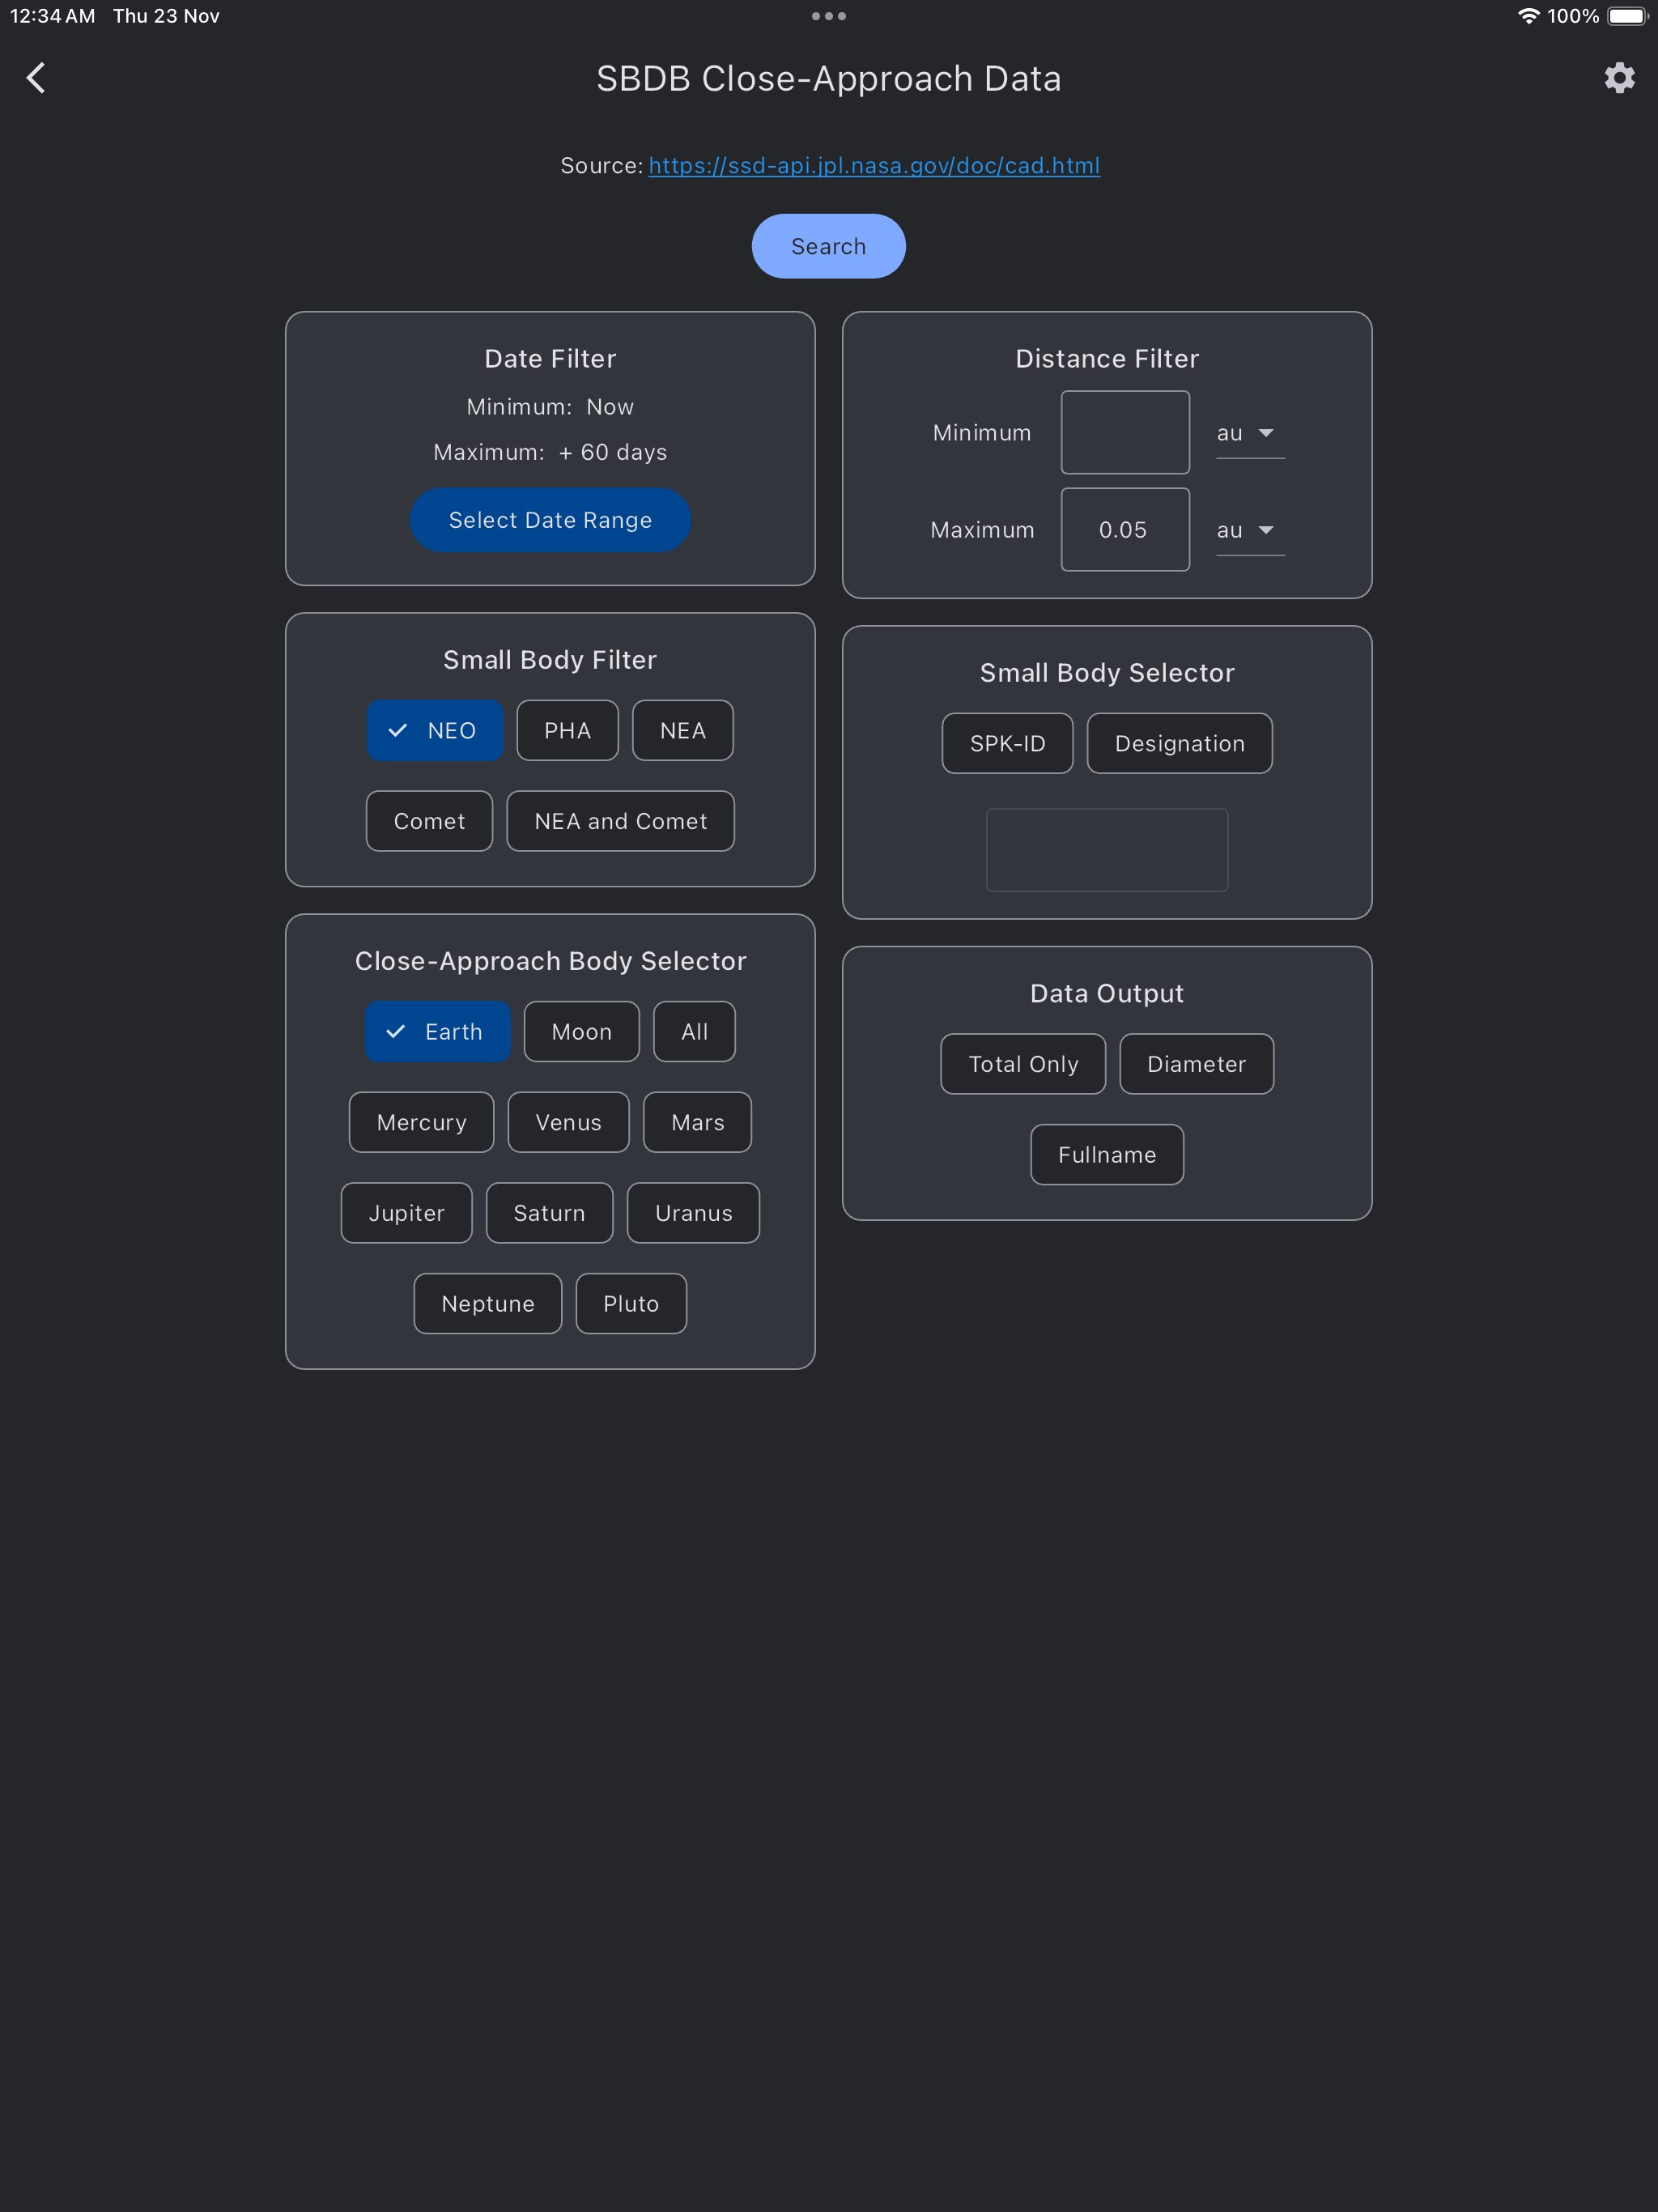 12:34 AM Thu 23 Nov
100%
SBDB Close-Approach Data
Source: https://ssd-api.jpl.nasa.gov/doc/cad.html
Search
Date Filter
Minimum: Now
Maximum: + 60 days
Select Date Range
Distance Filter
Minimum au
Maximum 0.05 au
Small Body Filter
NEO PHA NEA
Comet NEA and Comet
Small Body Selector
SPK-ID Designation
Close-Approach Body Selector
Earth Moon All
Mercury Venus Mars
Jupiter Saturn Uranus
Neptune Pluto
Data Output
Total Only Diameter
Fullname